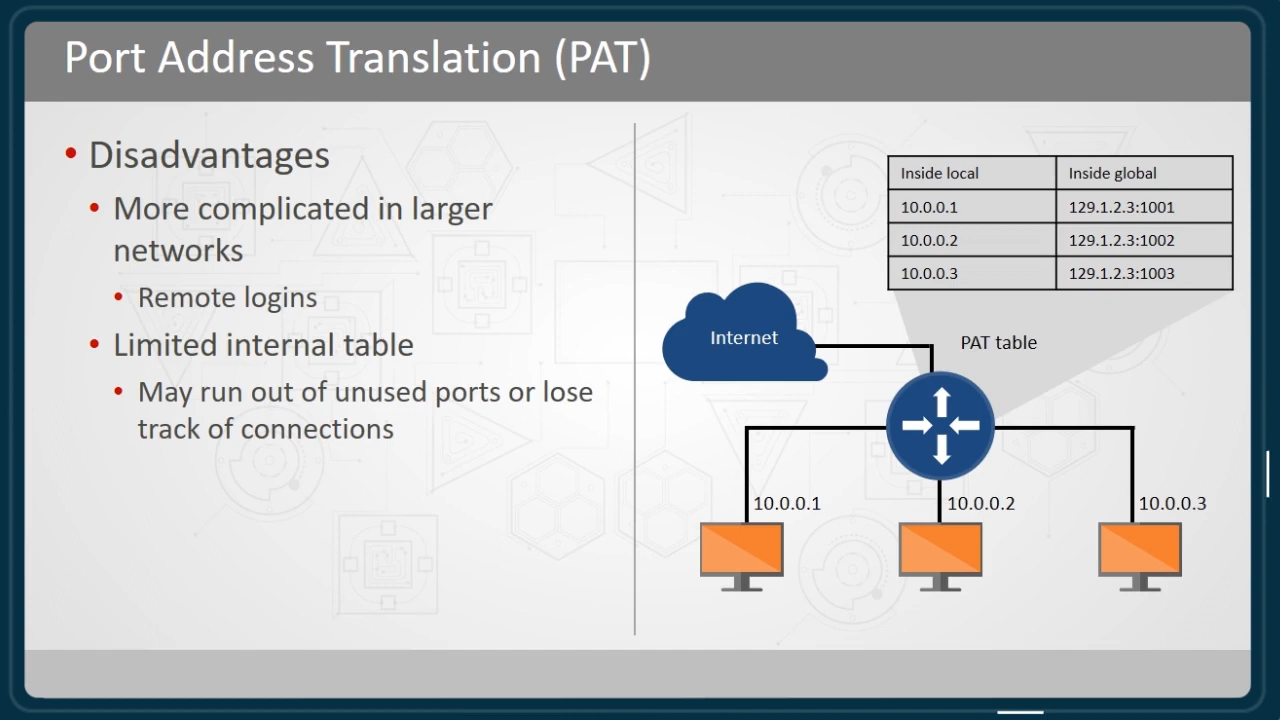 Port Address Translation (PAT)
• Disadvantages
• More complicated in larger
networks
• Remote logins
• Limited internal table
• May run out of unused ports or lose
track of connections
Inside local Inside global
10.0.0.1 129.1.2.3:1001
10.0.0.2 129.1.2.3:1002
10.0.0.3 129.1.2.3:1003
Internet
PAT table
10.0.0.1 10.0.0.2 10.0.0.3